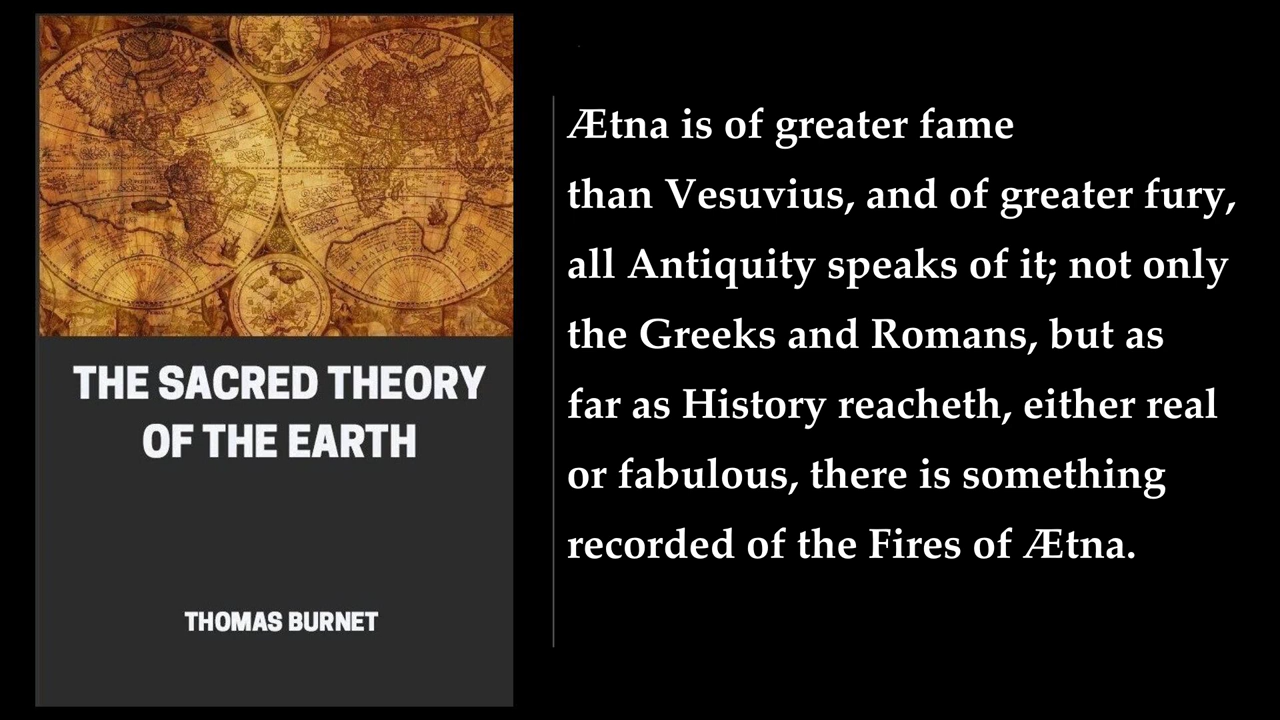 THE SACRED THEORY
OF THE EARTH
THOMAS BURNET
Ætna is of greater fame
than Vesuvius, and of greater fury,
all Antiquity speaks of it; not only
the Greeks and Romans, but as
far as History reacheth, either real
or fabulous, there is something
recorded of the Fires of Ætna.